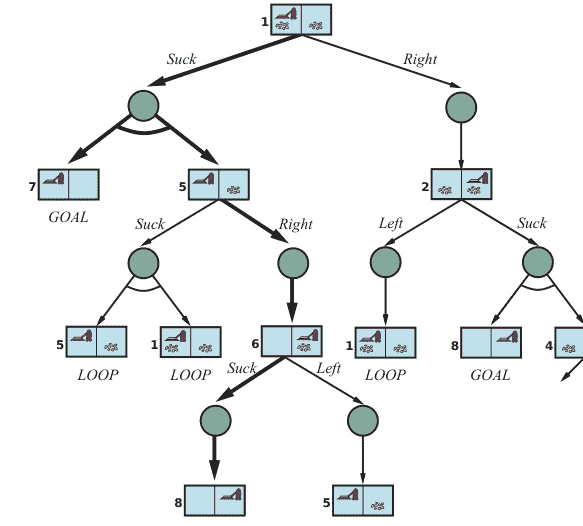 1
Suck Right
7 5 2
GOAL
Suck Right Left Suck
5 1 6 1 8 4
LOOP LOOP LOOP GOAL
Suck Left
8 5